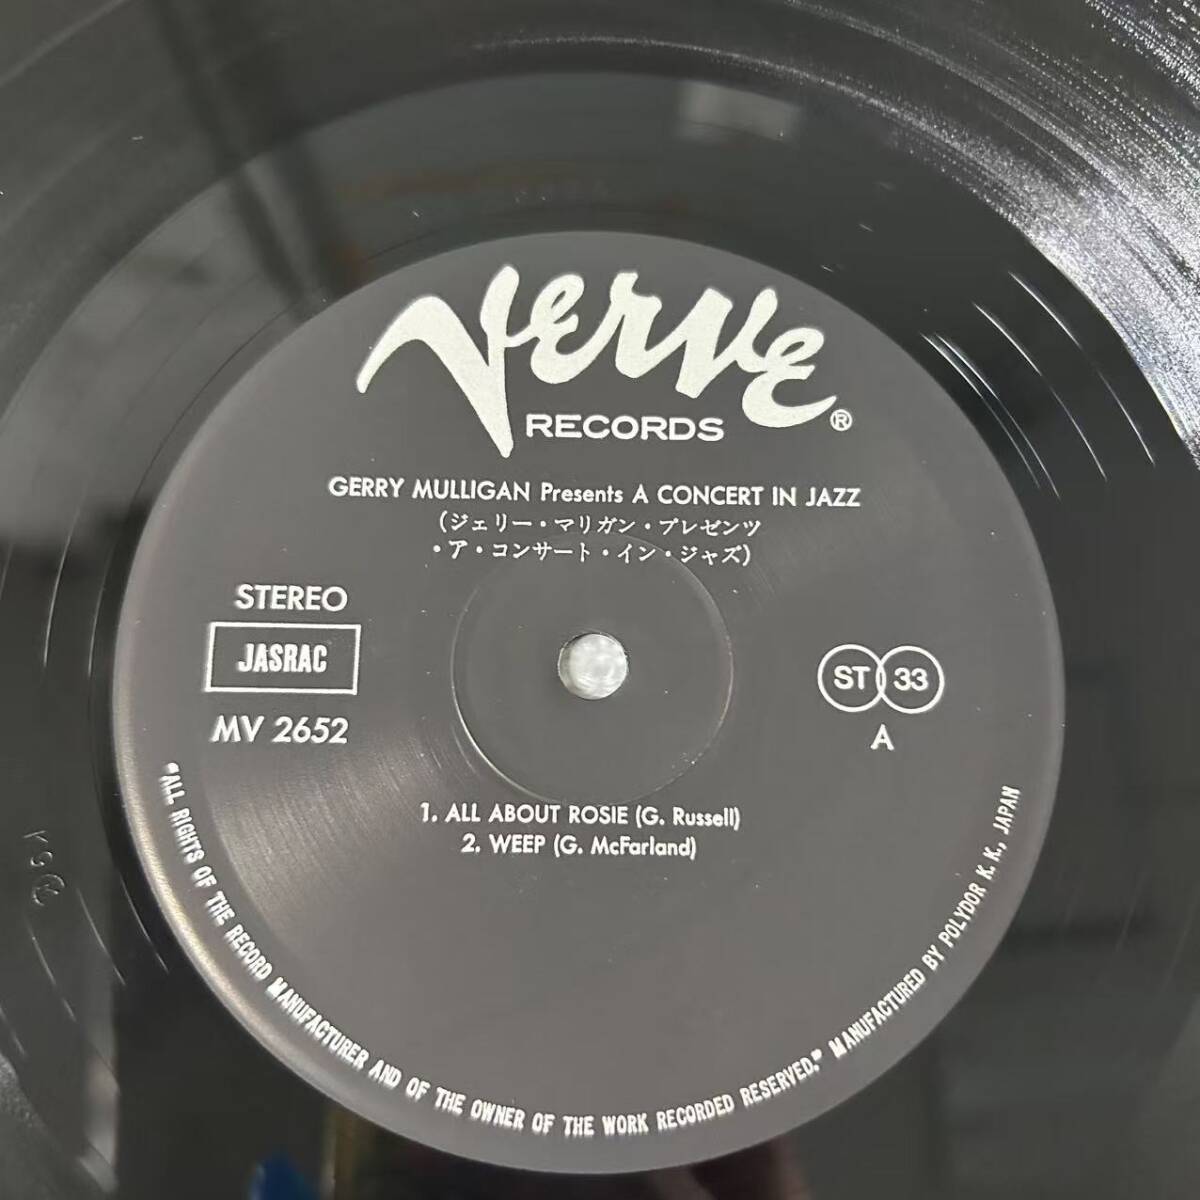 Verve
RECORDS
®
GERRY MULLIGAN Presents A CONCERT IN JAZZ
(ジェリー・マリガン・プレゼンツ
・ア・コンサート・イン・ジャズ)
STEREO
JASRAC
MV 2652
ST 33
A
1. ALL ABOUT ROSIE (G. Russell)
2. WEEP (G. McFarland)
"ALL RIGHTS OF THE RECORD MANUFACTURER AND OF THE OWNER OF THE WORK RECORDED RESERVED." MANUFACTURED BY POLYDOR K. K., JAPAN